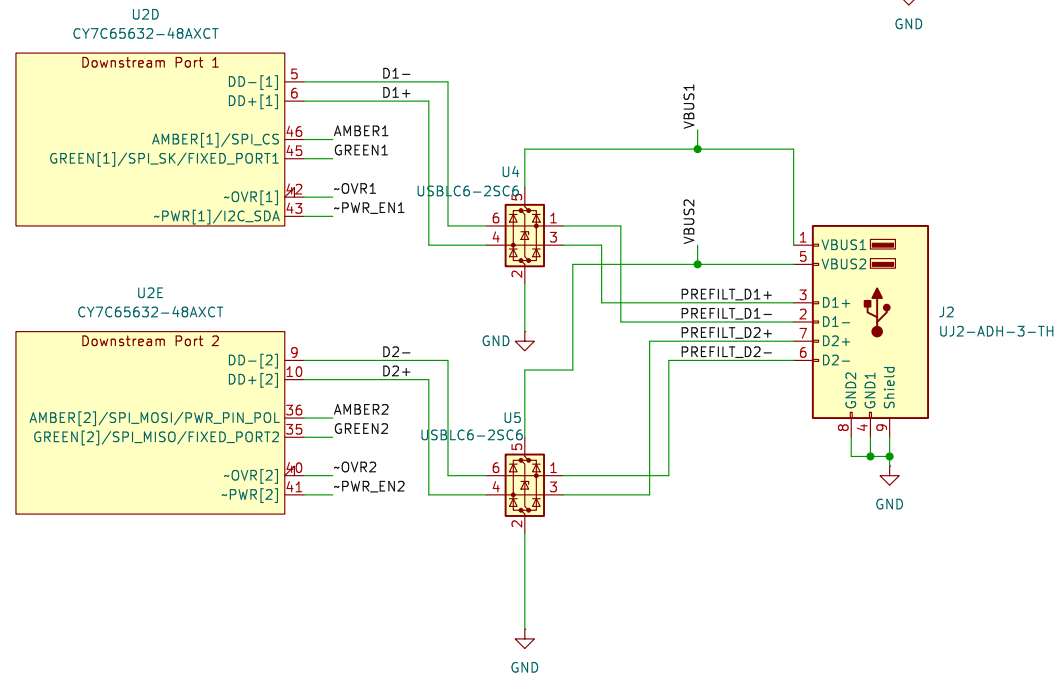 GND
U2D
CY7C65632-48AXCT
Downstream Port 1
DD-[1] 5 D1-
DD+[1] 6 D1+
AMBER[1]/SPI_CS 46 AMBER1
GREEN[1]/SPI_SK/FIXED_PORT1 45 GREEN1
~OVR[1] 42 ~OVR1
~PWR[1]/I2C_SDA 43 ~PWR_EN1
U4
USBLC6-2SC6
5
6 1
4 3
2
GND
VBUS1
VBUS2
1 VBUS1
5 VBUS2
PREFILT_D1+ 3 D1+
PREFILT_D1- 2 D1-
PREFILT_D2+ 7 D2+
PREFILT_D2- 6 D2-
J2
UJ2-ADH-3-TH
GND2 GND1 Shield
8 4 9
GND
U2E
CY7C65632-48AXCT
Downstream Port 2
DD-[2] 9 D2-
DD+[2] 10 D2+
AMBER[2]/SPI_MOSI/PWR_PIN_POL 36 AMBER2
GREEN[2]/SPI_MISO/FIXED_PORT2 35 GREEN2
~OVR[2] 40 ~OVR2
~PWR[2] 41 ~PWR_EN2
U5
USBLC6-2SC6
5
6 1
4 3
2
GND